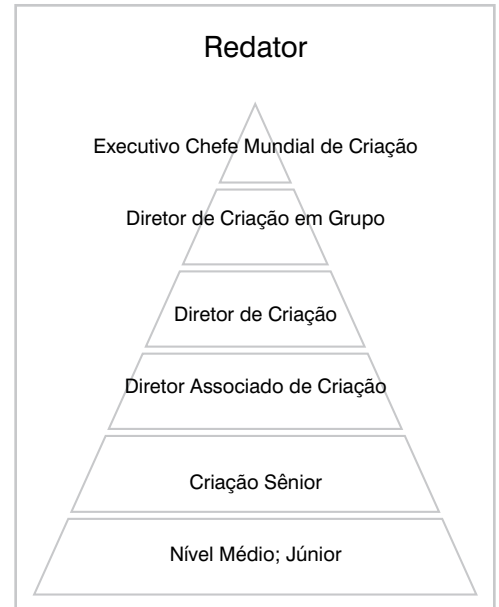 Redator
Executivo Chefe Mundial de Criação
Diretor de Criação em Grupo
Diretor de Criação
Diretor Associado de Criação
Criação Sênior
Nível Médio; Júnior